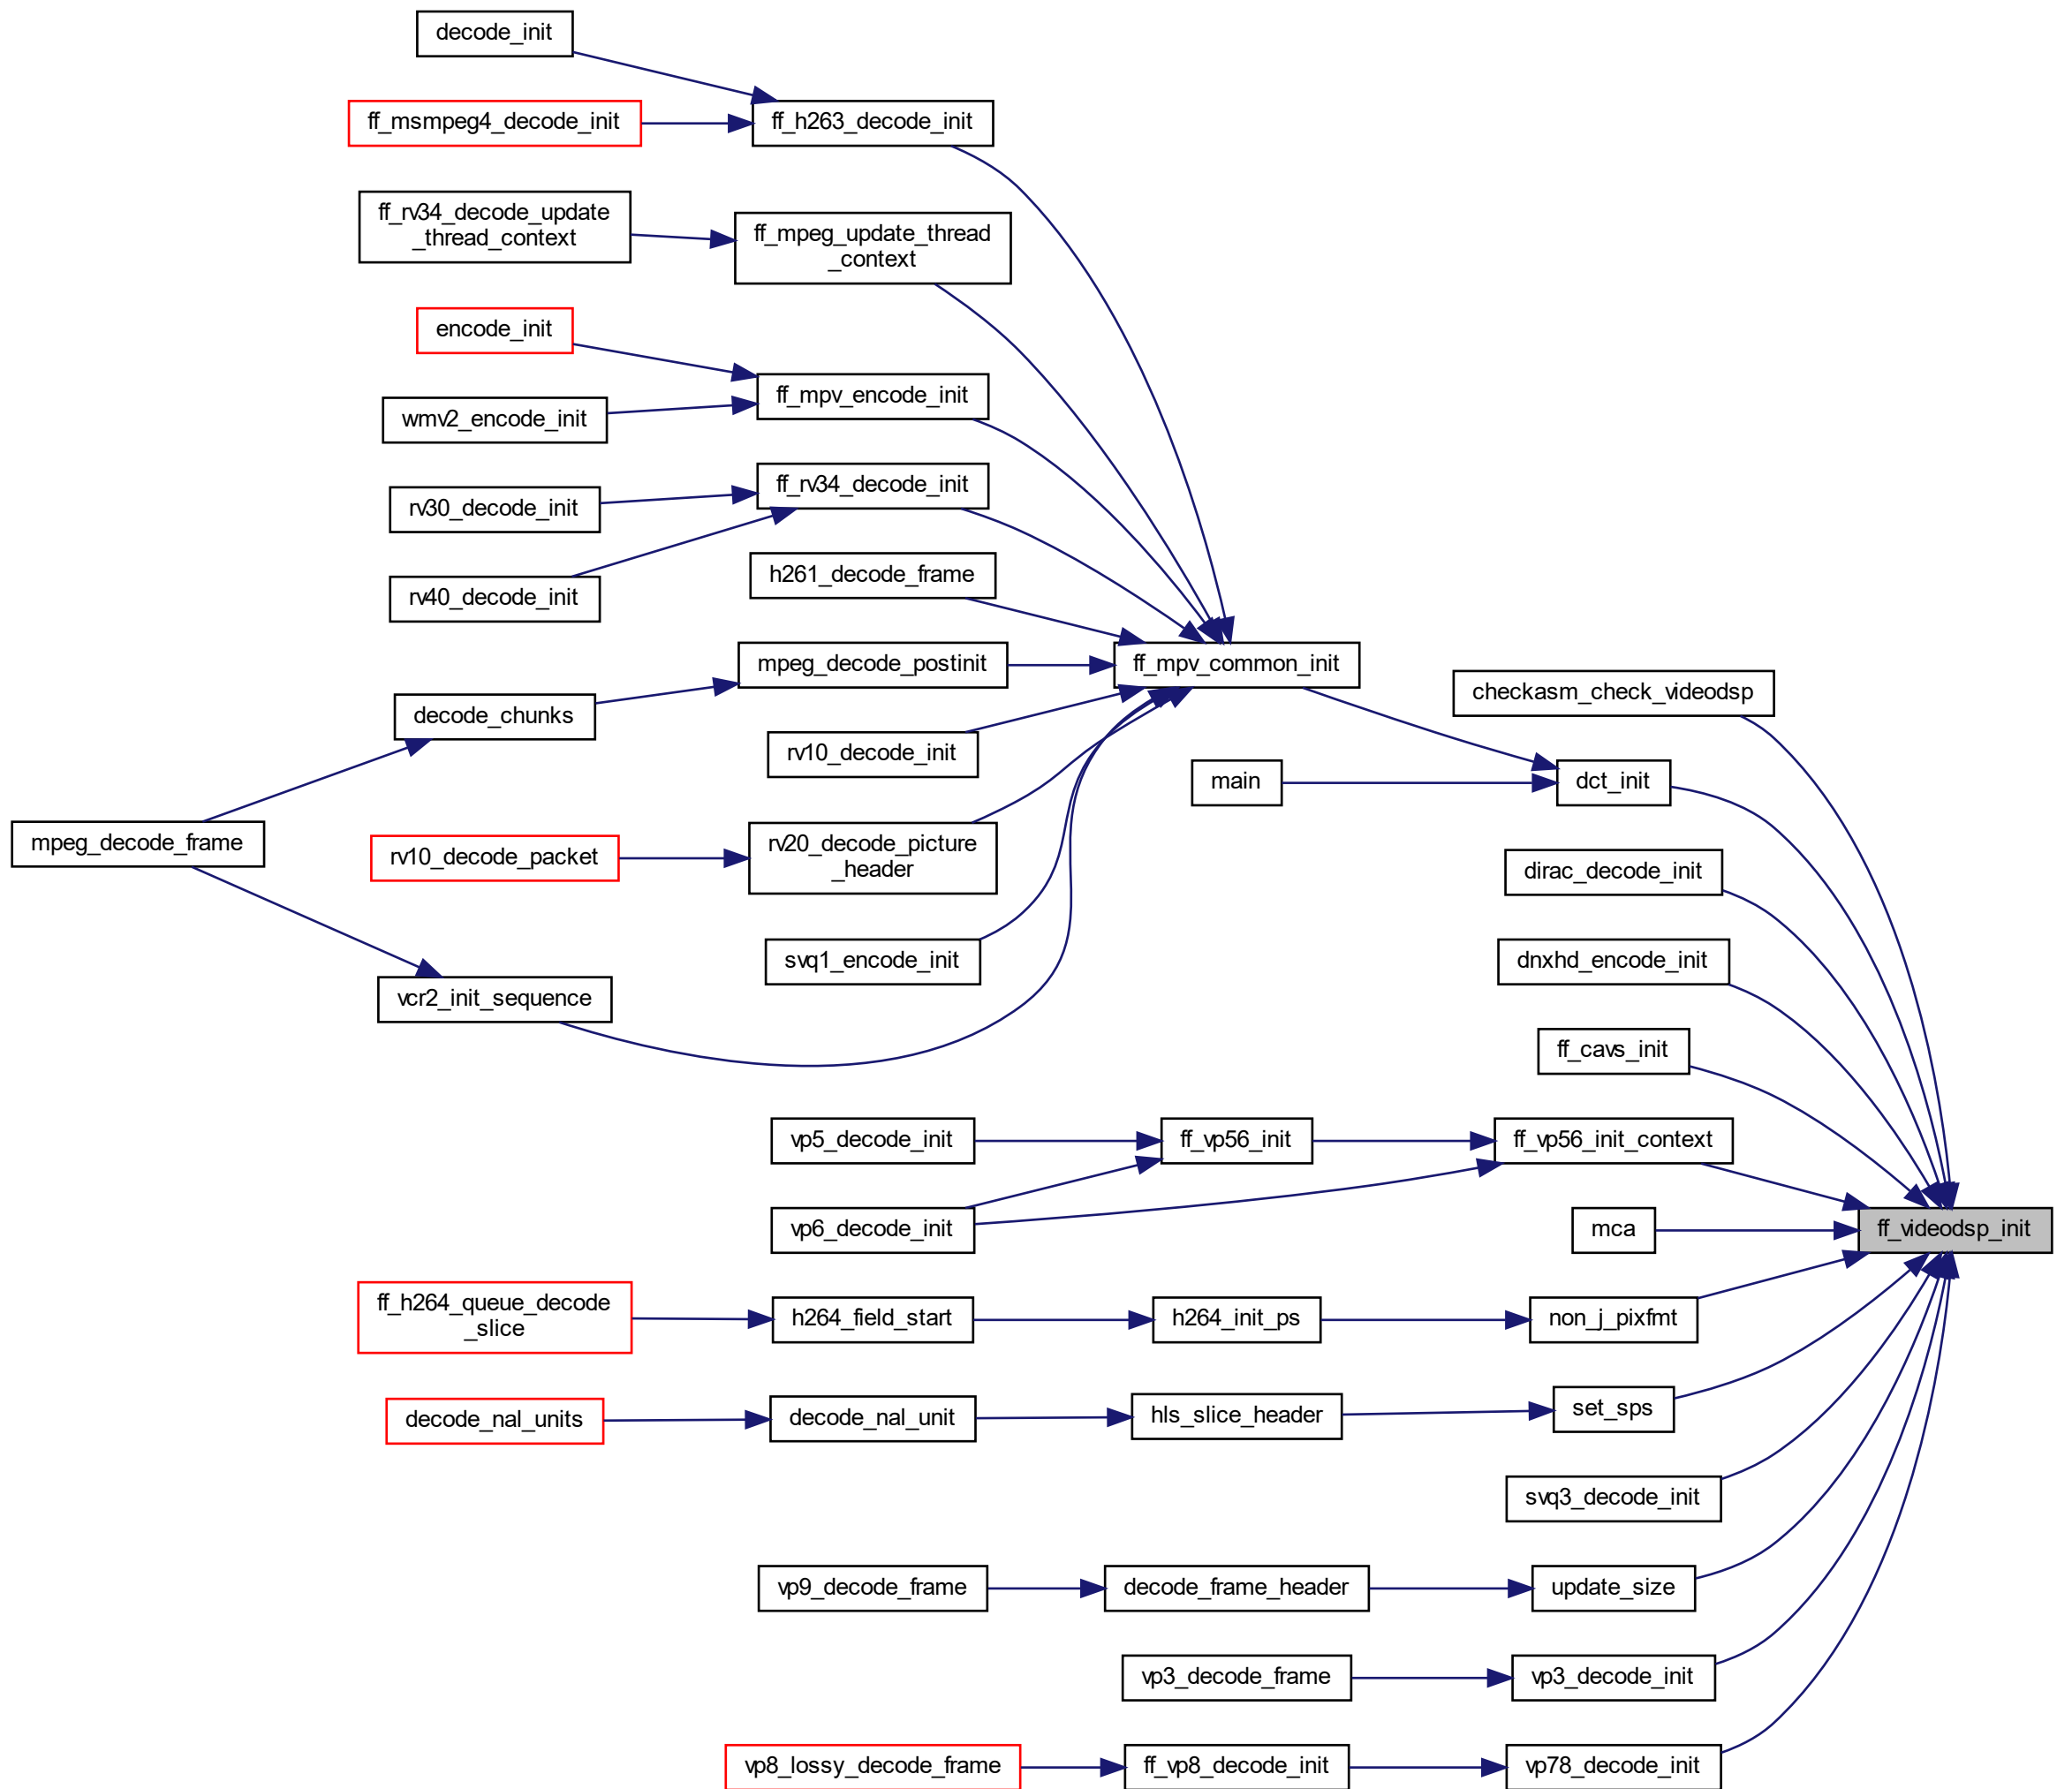 decode_init
ff_msmpeg4_decode_init
ff_h263_decode_init
ff_rv34_decode_update
_thread_context
ff_mpeg_update_thread
_context
encode_init
ff_mpv_encode_init
wmv2_encode_init
ff_rv34_decode_init
rv30_decode_init
h261_decode_frame
rv40_decode_init
mpeg_decode_postinit
ff_mpv_common_init
checkasm_check_videodsp
decode_chunks
rv10_decode_init
main
dct_init
mpeg_decode_frame
rv10_decode_packet
rv20_decode_picture
_header
dirac_decode_init
svq1_encode_init
dnxhd_encode_init
vcr2_init_sequence
ff_cavs_init
vp5_decode_init
ff_vp56_init
ff_vp56_init_context
vp6_decode_init
mca
ff_videodsp_init
ff_h264_queue_decode
_slice
h264_field_start
h264_init_ps
non_j_pixfmt
decode_nal_units
decode_nal_unit
hls_slice_header
set_sps
svq3_decode_init
vp9_decode_frame
decode_frame_header
update_size
vp3_decode_frame
vp3_decode_init
vp8_lossy_decode_frame
ff_vp8_decode_init
vp78_decode_init